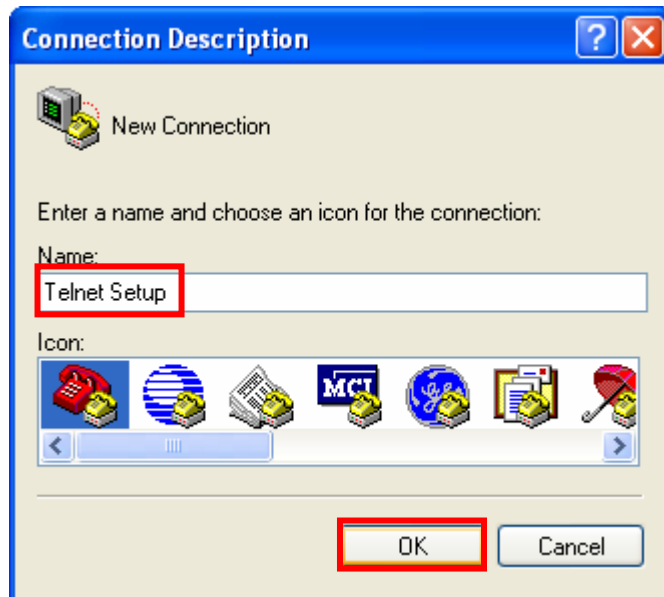 Connection Description
New Connection
Enter a name and choose an icon for the connection:
Name:
Telnet Setup
Icon:
MCI
OK Cancel